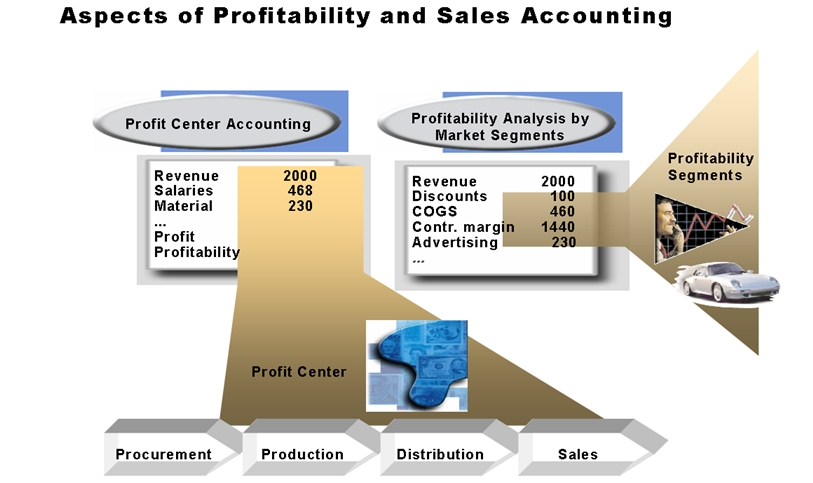 Aspects of Profitability and Sales Accounting
Profit Center Accounting
Revenue 2000
Salaries 468
Material 230
...
Profit
Profitability
Profitability Analysis by
Market Segments
Revenue 2000
Discounts 100
COGS 460
Contr. margin 1440
Advertising 230
...
Profitability
Segments
Profit Center
Procurement
Production
Distribution
Sales